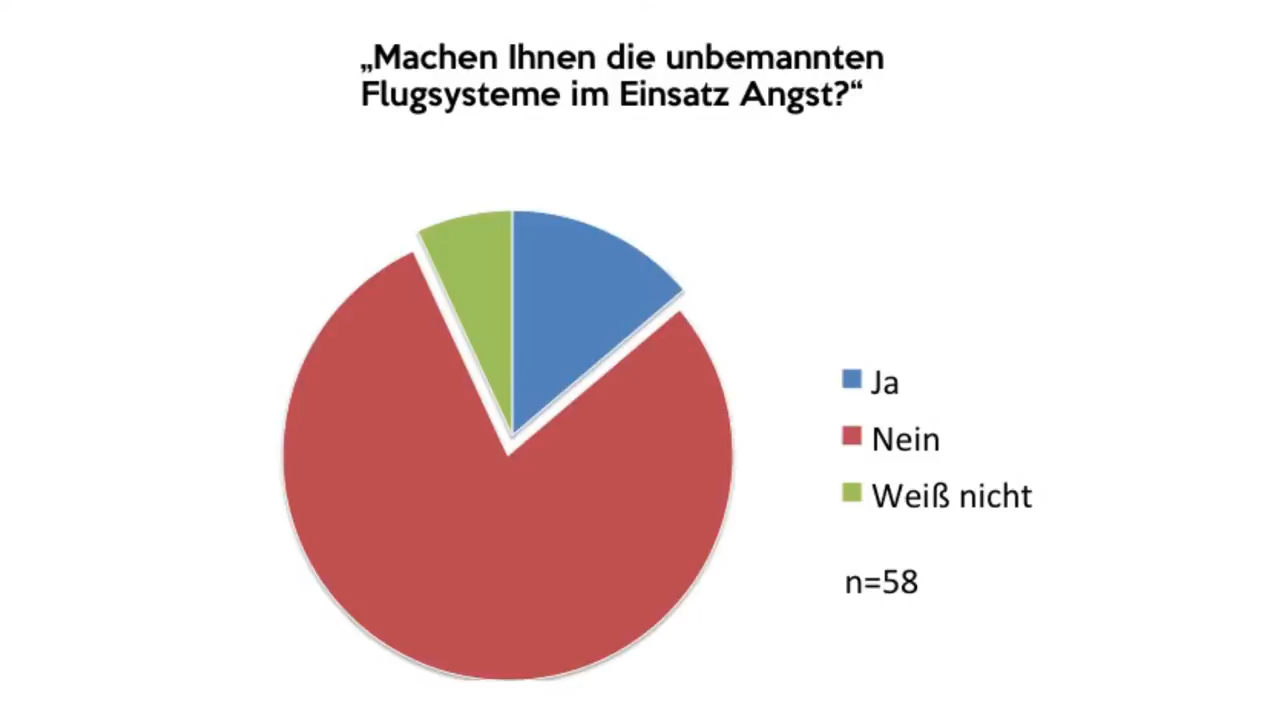 „Machen Ihnen die unbemannten
Flugsysteme im Einsatz Angst?“
Ja
Nein
Weiß nicht
n=58